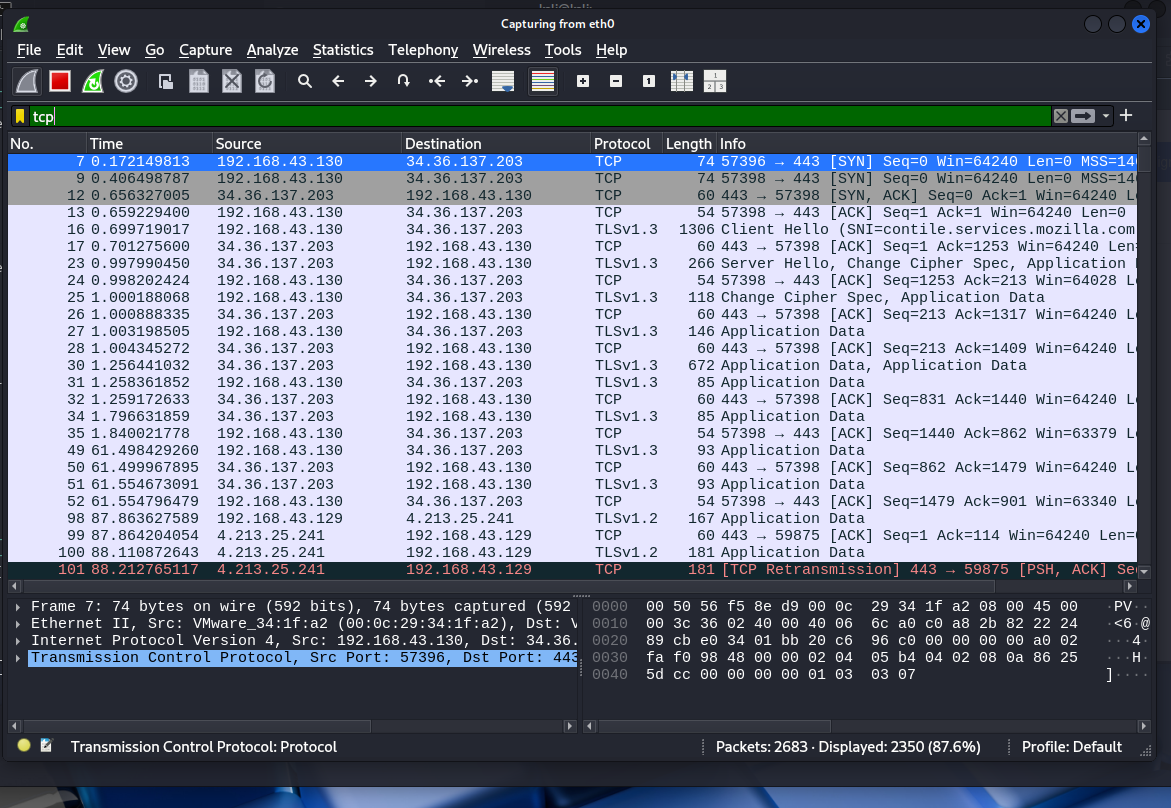 Capturing from eth0
File Edit View Go Capture Analyze Statistics Telephony Wireless Tools Help
tcp
No. Time Source Destination Protocol Length Info
7 0.172149813 192.168.43.130 34.36.137.203 TCP 74 57396 → 443 [SYN] Seq=0 Win=64240 Len=0 MSS=146
9 0.406498787 192.168.43.130 34.36.137.203 TCP 74 57398 → 443 [SYN] Seq=0 Win=64240 Len=0 MSS=146
12 0.656327005 34.36.137.203 192.168.43.130 TCP 60 443 → 57398 [SYN, ACK] Seq=0 Ack=1 Win=64240 L
13 0.659229400 192.168.43.130 34.36.137.203 TCP 54 57398 → 443 [ACK] Seq=1 Ack=1 Win=64240 Len=0
16 0.699719017 192.168.43.130 34.36.137.203 TLSv1.3 1306 Client Hello (SNI=contile.services.mozilla.com
17 0.701275600 34.36.137.203 192.168.43.130 TCP 60 443 → 57398 [ACK] Seq=1 Ack=1253 Win=64240 Len=
23 0.997990450 34.36.137.203 192.168.43.130 TLSv1.3 266 Server Hello, Change Cipher Spec, Application
24 0.998202424 192.168.43.130 34.36.137.203 TCP 54 57398 → 443 [ACK] Seq=1253 Ack=213 Win=64028 L
25 1.000188068 192.168.43.130 34.36.137.203 TLSv1.3 118 Change Cipher Spec, Application Data
26 1.000888335 34.36.137.203 192.168.43.130 TCP 60 443 → 57398 [ACK] Seq=213 Ack=1317 Win=64240 L
27 1.003198505 192.168.43.130 34.36.137.203 TLSv1.3 146 Application Data
28 1.004345272 34.36.137.203 192.168.43.130 TCP 60 443 → 57398 [ACK] Seq=213 Ack=1409 Win=64240 L
30 1.256441032 34.36.137.203 192.168.43.130 TLSv1.3 672 Application Data, Application Data
31 1.258361852 192.168.43.130 34.36.137.203 TLSv1.3 85 Application Data
32 1.259172633 34.36.137.203 192.168.43.130 TCP 60 443 → 57398 [ACK] Seq=831 Ack=1440 Win=64240 L
34 1.796631859 34.36.137.203 192.168.43.130 TLSv1.3 85 Application Data
35 1.840021778 192.168.43.130 34.36.137.203 TCP 54 57398 → 443 [ACK] Seq=1440 Ack=862 Win=63379 L
49 61.498429260 192.168.43.130 34.36.137.203 TLSv1.3 93 Application Data
50 61.499967895 34.36.137.203 192.168.43.130 TCP 60 443 → 57398 [ACK] Seq=862 Ack=1479 Win=64240 L
51 61.554673091 34.36.137.203 192.168.43.130 TLSv1.3 93 Application Data
52 61.554796479 192.168.43.130 34.36.137.203 TCP 54 57398 → 443 [ACK] Seq=1479 Ack=901 Win=63340 L
98 87.863627589 192.168.43.129 4.213.25.241 TLSv1.2 167 Application Data
99 87.864204054 4.213.25.241 192.168.43.129 TCP 60 443 → 59875 [ACK] Seq=1 Ack=114 Win=64240 Len=
100 88.110872643 4.213.25.241 192.168.43.129 TLSv1.2 181 Application Data
101 88.212765117 4.213.25.241 192.168.43.129 TCP 181 [TCP Retransmission] 443 → 59875 [PSH, ACK] Se
Frame 7: 74 bytes on wire (592 bits), 74 bytes captured (592
Ethernet II, Src: VMware_34:1f:a2 (00:0c:29:34:1f:a2), Dst: V
Internet Protocol Version 4, Src: 192.168.43.130, Dst: 34.36.
Transmission Control Protocol, Src Port: 57396, Dst Port: 443
0000 00 50 56 f5 8e d9 00 0c 29 34 1f a2 08 00 45 00 ·PV··
0010 00 3c 36 02 40 00 40 06 6c a0 c0 a8 2b 82 22 24 ·<6·@
0020 89 cb e0 34 01 bb 20 c6 96 c0 00 00 00 00 a0 02 ···4·
0030 fa f0 98 48 00 00 02 04 05 b4 04 02 08 0a 86 25 ···H·
0040 5d cc 00 00 00 00 01 03 03 07 ]····
Transmission Control Protocol: Protocol
Packets: 2683 · Displayed: 2350 (87.6%)
Profile: Default